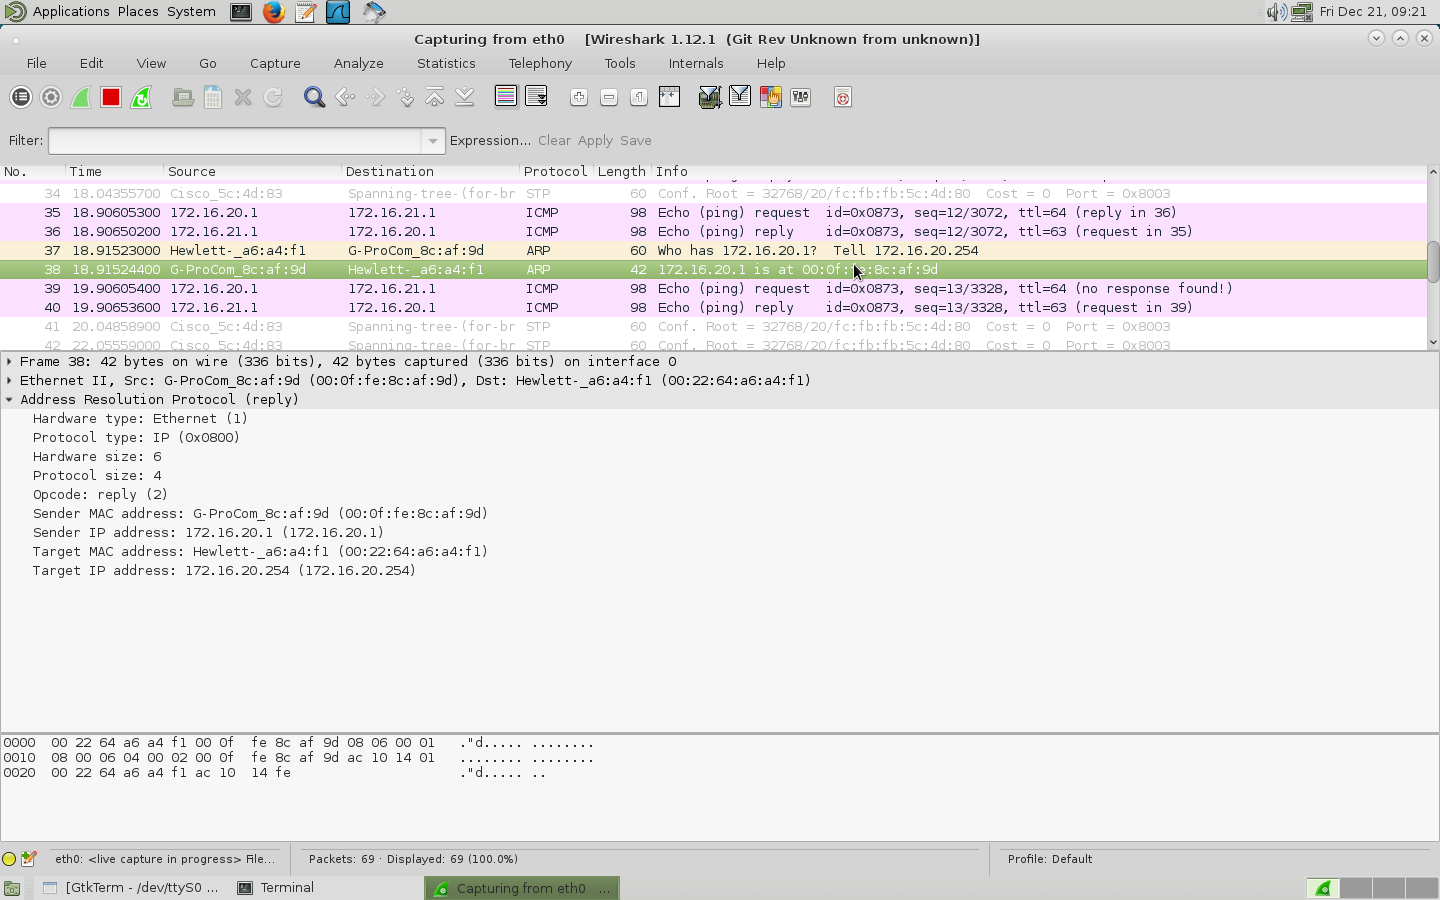 Applications Places System Fri Dec 21, 09:21
Capturing from eth0 [Wireshark 1.12.1 (Git Rev Unknown from unknown)]
File Edit View Go Capture Analyze Statistics Telephony Tools Internals Help
Filter: Expression... Clear Apply Save
No. Time Source Destination Protocol Length Info
34 18.04355700 Cisco_5c:4d:83 Spanning-tree-(for-br STP 60 Conf. Root = 32768/20/fc:fb:fb:5c:4d:80 Cost = 0 Port = 0x8003
35 18.90605300 172.16.20.1 172.16.21.1 ICMP 98 Echo (ping) request id=0x0873, seq=12/3072, ttl=64 (reply in 36)
36 18.90650200 172.16.21.1 172.16.20.1 ICMP 98 Echo (ping) reply id=0x0873, seq=12/3072, ttl=63 (request in 35)
37 18.91523000 Hewlett-_a6:a4:f1 G-ProCom_8c:af:9d ARP 60 Who has 172.16.20.1? Tell 172.16.20.254
38 18.91524400 G-ProCom_8c:af:9d Hewlett-_a6:a4:f1 ARP 42 172.16.20.1 is at 00:0f:fe:8c:af:9d
39 19.90605400 172.16.20.1 172.16.21.1 ICMP 98 Echo (ping) request id=0x0873, seq=13/3328, ttl=64 (no response found!)
40 19.90653600 172.16.21.1 172.16.20.1 ICMP 98 Echo (ping) reply id=0x0873, seq=13/3328, ttl=63 (request in 39)
41 20.04858900 Cisco_5c:4d:83 Spanning-tree-(for-br STP 60 Conf. Root = 32768/20/fc:fb:fb:5c:4d:80 Cost = 0 Port = 0x8003
42 22.05559000 Cisco_5c:4d:83 Spanning-tree-(for-br STP 60 Conf. Root = 32768/20/fc:fb:fb:5c:4d:80 Cost = 0 Port = 0x8003
Frame 38: 42 bytes on wire (336 bits), 42 bytes captured (336 bits) on interface 0
Ethernet II, Src: G-ProCom_8c:af:9d (00:0f:fe:8c:af:9d), Dst: Hewlett-_a6:a4:f1 (00:22:64:a6:a4:f1)
Address Resolution Protocol (reply)
Hardware type: Ethernet (1)
Protocol type: IP (0x0800)
Hardware size: 6
Protocol size: 4
Opcode: reply (2)
Sender MAC address: G-ProCom_8c:af:9d (00:0f:fe:8c:af:9d)
Sender IP address: 172.16.20.1 (172.16.20.1)
Target MAC address: Hewlett-_a6:a4:f1 (00:22:64:a6:a4:f1)
Target IP address: 172.16.20.254 (172.16.20.254)
0000 00 22 64 a6 a4 f1 00 0f fe 8c af 9d 08 06 00 01 ."d..... ........
0010 08 00 06 04 00 02 00 0f fe 8c af 9d ac 10 14 01 ........ ........
0020 00 22 64 a6 a4 f1 ac 10 14 fe ."d..... ..
eth0: <live capture in progress> File... Packets: 69 · Displayed: 69 (100.0%) Profile: Default
[GtkTerm - /dev/ttyS0 ... Terminal Capturing from eth0 ...